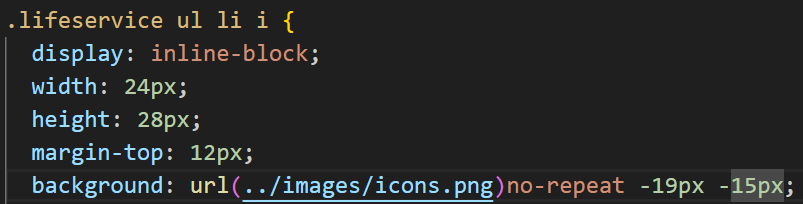 .lifeservice ul li i {
display: inline-block;
width: 24px;
height: 28px;
margin-top: 12px;
background: url(../images/icons.png)no-repeat -19px -15px;